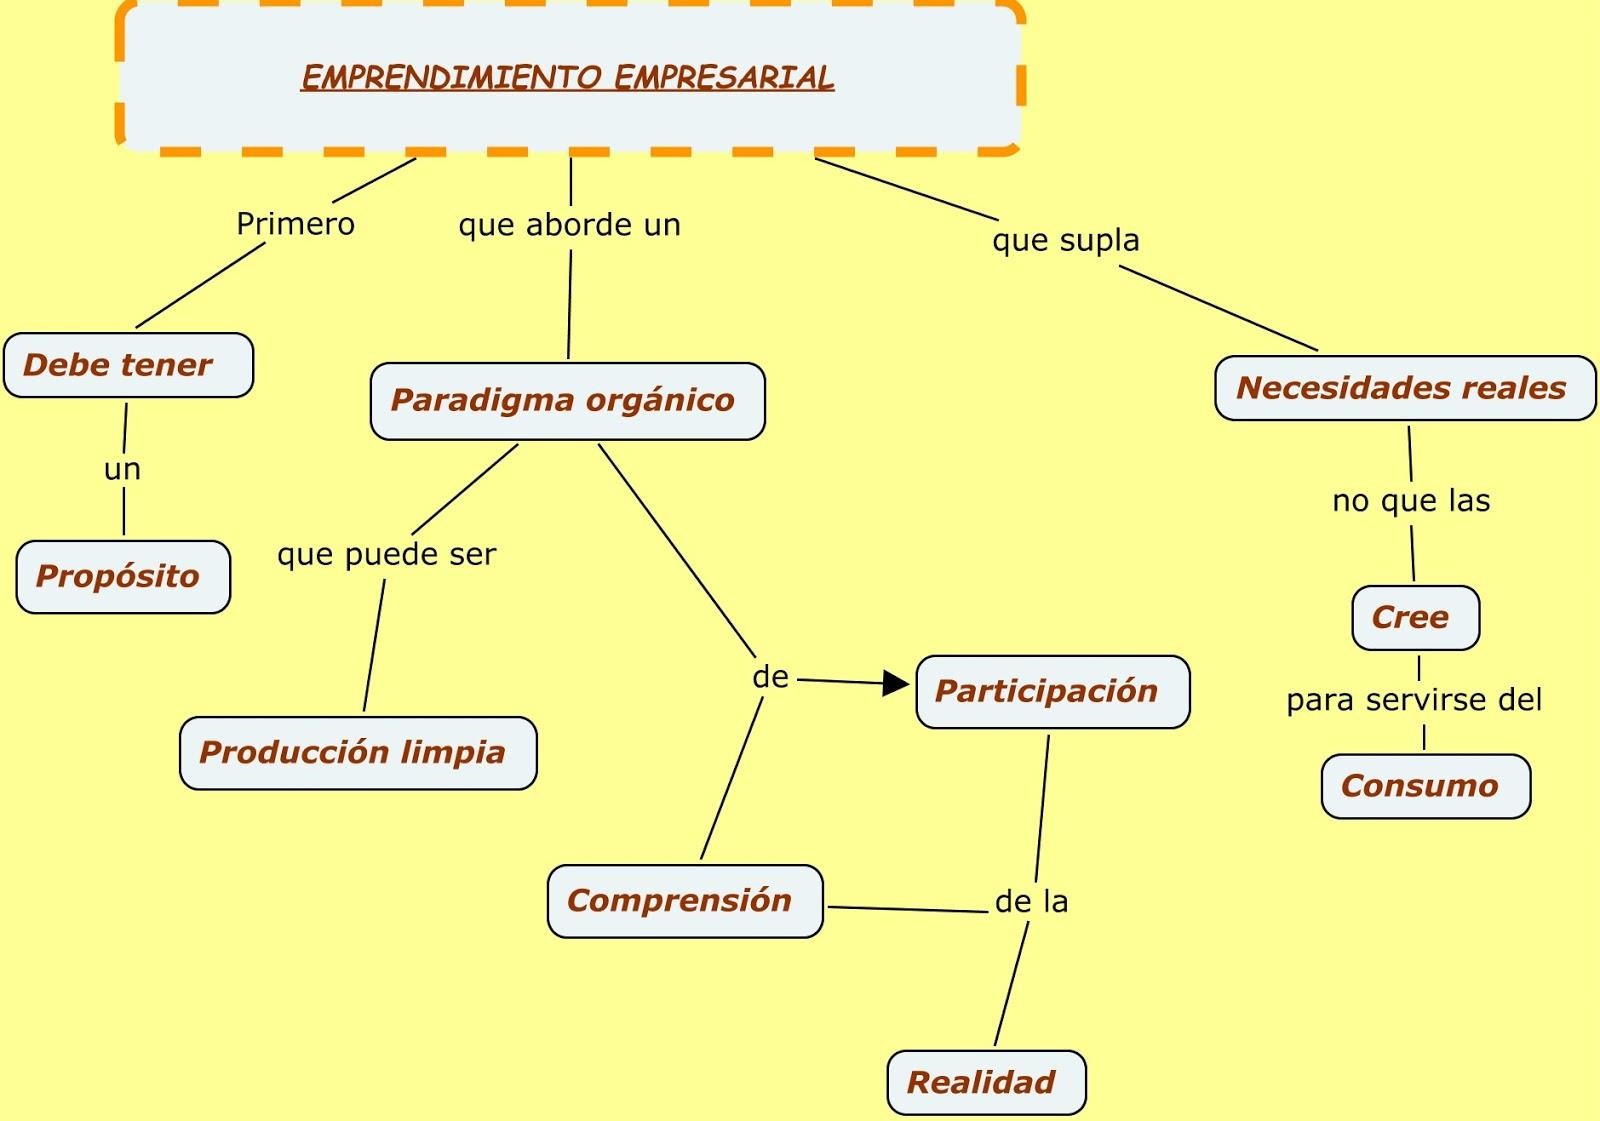 EMPRENDIMIENTO EMPRESARIAL
Primero
que aborde un
que supla
Debe tener
Paradigma orgánico
Necesidades reales
un
no que las
Propósito
que puede ser
Cree
de
Participación
para servirse del
Producción limpia
Consumo
Comprensión
de la
Realidad